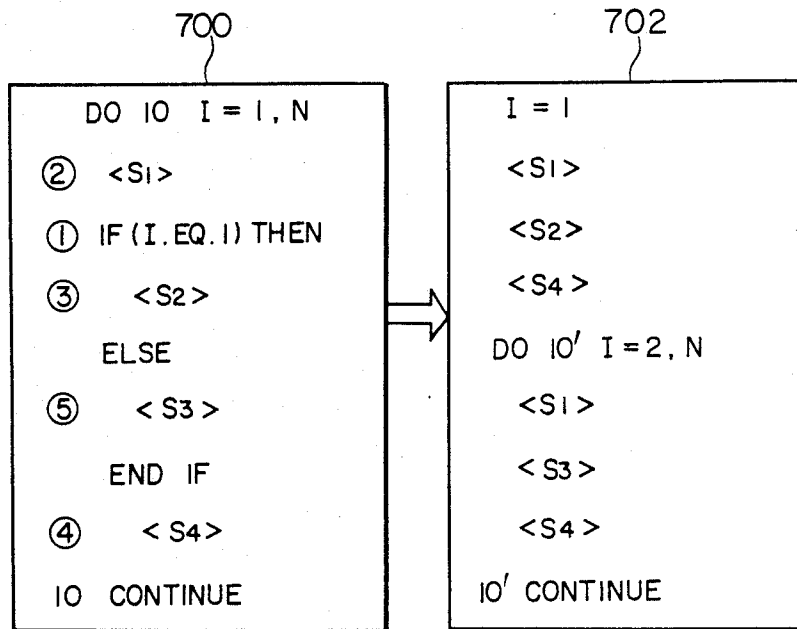 700
DO 10 I = 1, N
② <S1>
① IF (I.EQ.1) THEN
③ <S2>
ELSE
⑤ <S3>
END IF
④ <S4>
10 CONTINUE
702
I = 1
<S1>
<S2>
<S4>
DO 10' I = 2, N
<S1>
<S3>
<S4>
10' CONTINUE